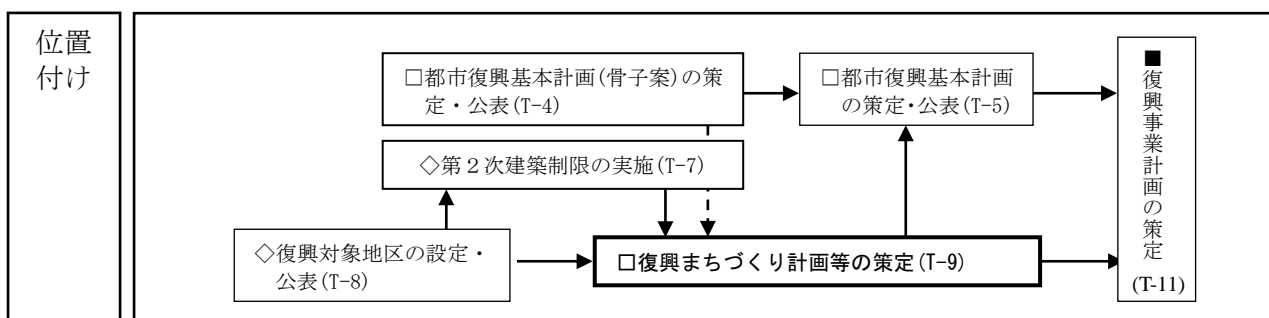 位置
付け
□都市復興基本計画(骨子案)の策
定・公表(T-4)
□都市復興基本計画
の策定・公表(T-5)
■復興事業計画の策定
(T-11)
◇第２次建築制限の実施(T-7)
◇復興対象地区の設定・
公表(T-8)
□復興まちづくり計画等の策定(T-9)